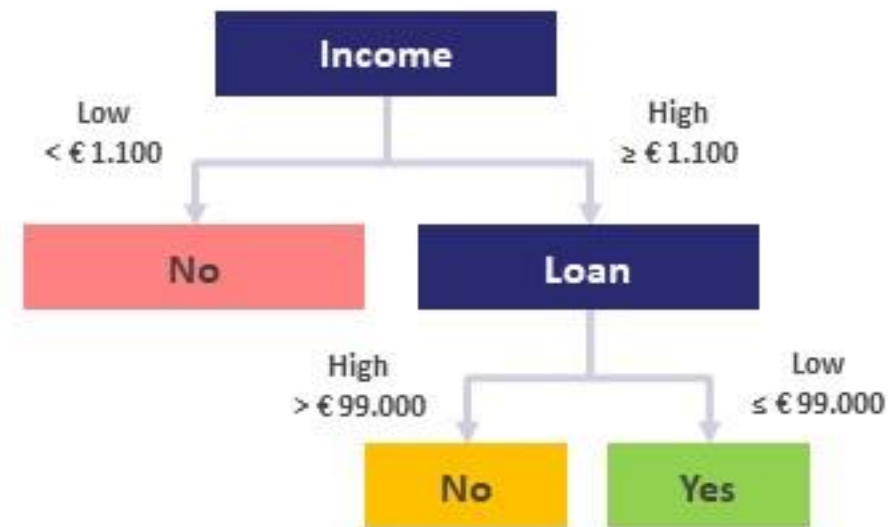 Income
Low
< € 1.100
High
≥ € 1.100
No
Loan
High
> € 99.000
Low
≤ € 99.000
No
Yes